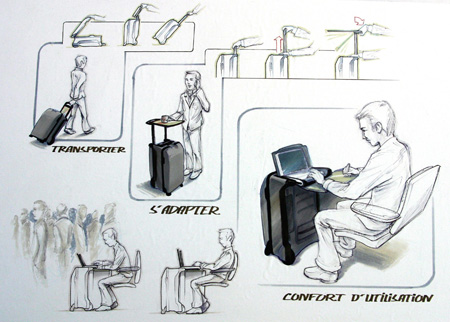 TRANSPORTER
S'ADAPTER
CONFORT D'UTILISATION